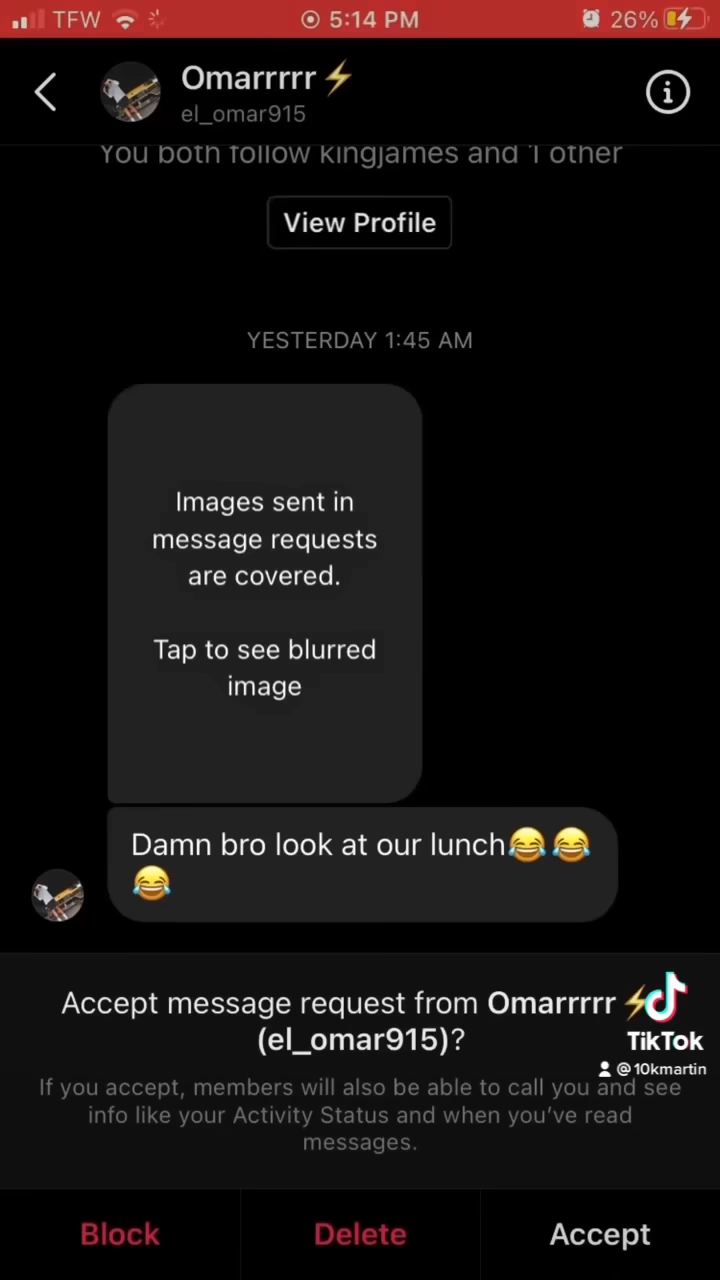 TFW 5:14 PM 26%
Omarrrrr⚡
el_omar915
You both follow kingjames and 1 other
View Profile
YESTERDAY 1:45 AM
Images sent in
message requests
are covered.
Tap to see blurred
image
Damn bro look at our lunch😂😂
😂
Accept message request from Omarrrrr⚡
(el_omar915)?
TikTok
@10kmartin
If you accept, members will also be able to call you and see
info like your Activity Status and when you’ve read
messages.
Block Delete Accept